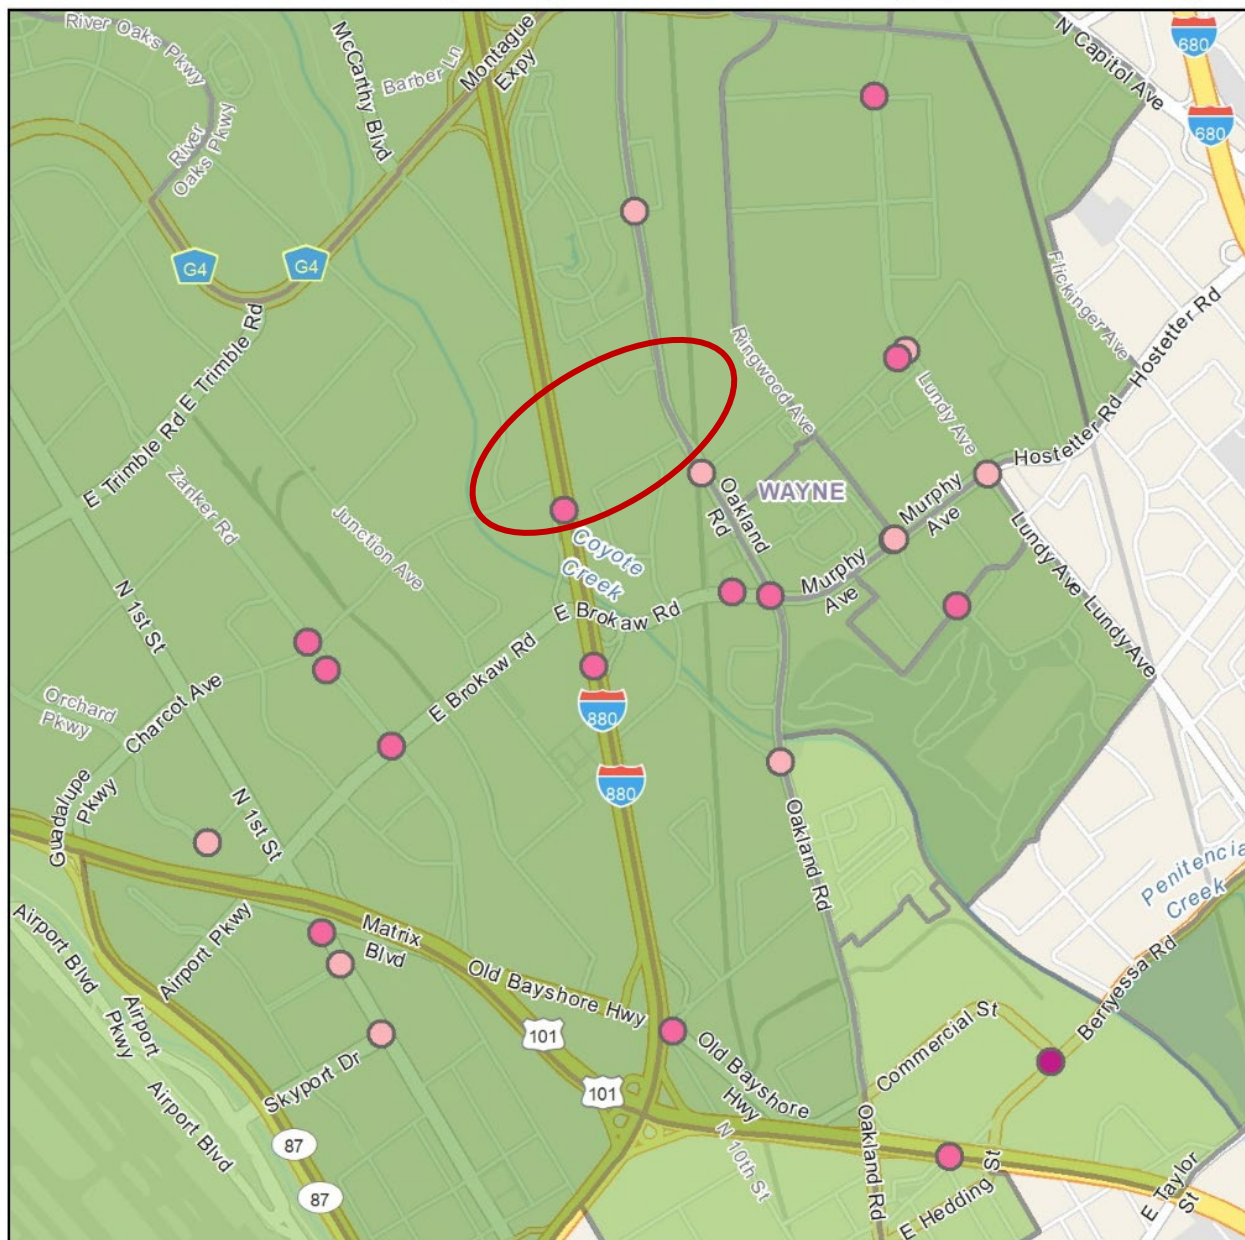 River Oaks Pkwy
McCarthy Blvd
Barber Ln
Montague
Expy
N Capitol Ave
680
680
River
Oaks Pkwy
G4
G4
E Trimble Rd
E Trimble Rd
Flickinger Ave
Hostetter Rd
Hostetter Rd
Ringwood Ave
Lundy Ave
Zanker Rd
Junction Ave
Oakland
Rd
WAYNE
Murphy
Ave
Lundy Ave
Lundy Ave
Coyote
Creek
Murphy
Ave
E Brokaw Rd
E Brokaw Rd
N 1st St
Orchard
Pkwy
Charcot Ave
880
880
Guadalupe
Pkwy
N 1st St
Oakland Rd
Penitencia
Creek
Airport Blvd
Pkwy
Airport
Airport Pkwy
Matrix
Blvd
Old Bayshore Hwy
101
101
Old Bayshore
Hwy
Commercial St
Berryessa Rd
Skyport Dr
Airport Blvd
N 10th St
Oakland Rd
87
87
E Hedding St
E Taylor
St